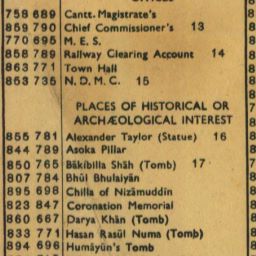 758 689 Cantt. Magistrate's
859 790 Chief Commissioner's 13
770 695 M. E. S.
858 789 Railway Clearing Account 14
863 771 Town Hall
863 735 N. D. M. C. 15
PLACES OF HISTORICAL OR
ARCHÆOLOGICAL INTEREST
855 781 Alexander Taylor (Statue) 16
844 789 Asoka Pillar
850 765 Bākibilla Shāh (Tomb) 17
807 784 Bhūl Bhulaiyān
895 698 Chilla of Nizāmuddīn
823 847 Coronation Memorial
860 667 Darya Khān (Tomb)
833 771 Hasan Rasūl Numa (Tomb)
894 696 Humāyūn's Tomb